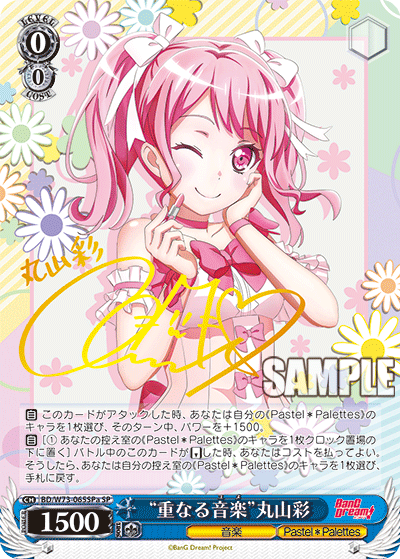 LEVEL
0
0
COST
丸山彩
SAMPLE
自 このカードがアタックした時、あなたは自分の《Pastel＊Palettes》の
キャラを1枚選び、そのターン中、パワーを+1500。
自 [① あなたの控え室の《Pastel＊Palettes》のキャラを1枚クロック置場の
下に置く] バトル中のこのカードが[]した時、あなたはコストを払ってよい。
そうしたら、あなたは自分の控え室の《Pastel＊Palettes》のキャラを1枚選び、
手札に戻す。
CH BD/W73-06SSPa SP
“重なる音楽”丸山彩
BanG Dream!
1500
音楽
Pastel＊Palettes
©BanG Dream! Project